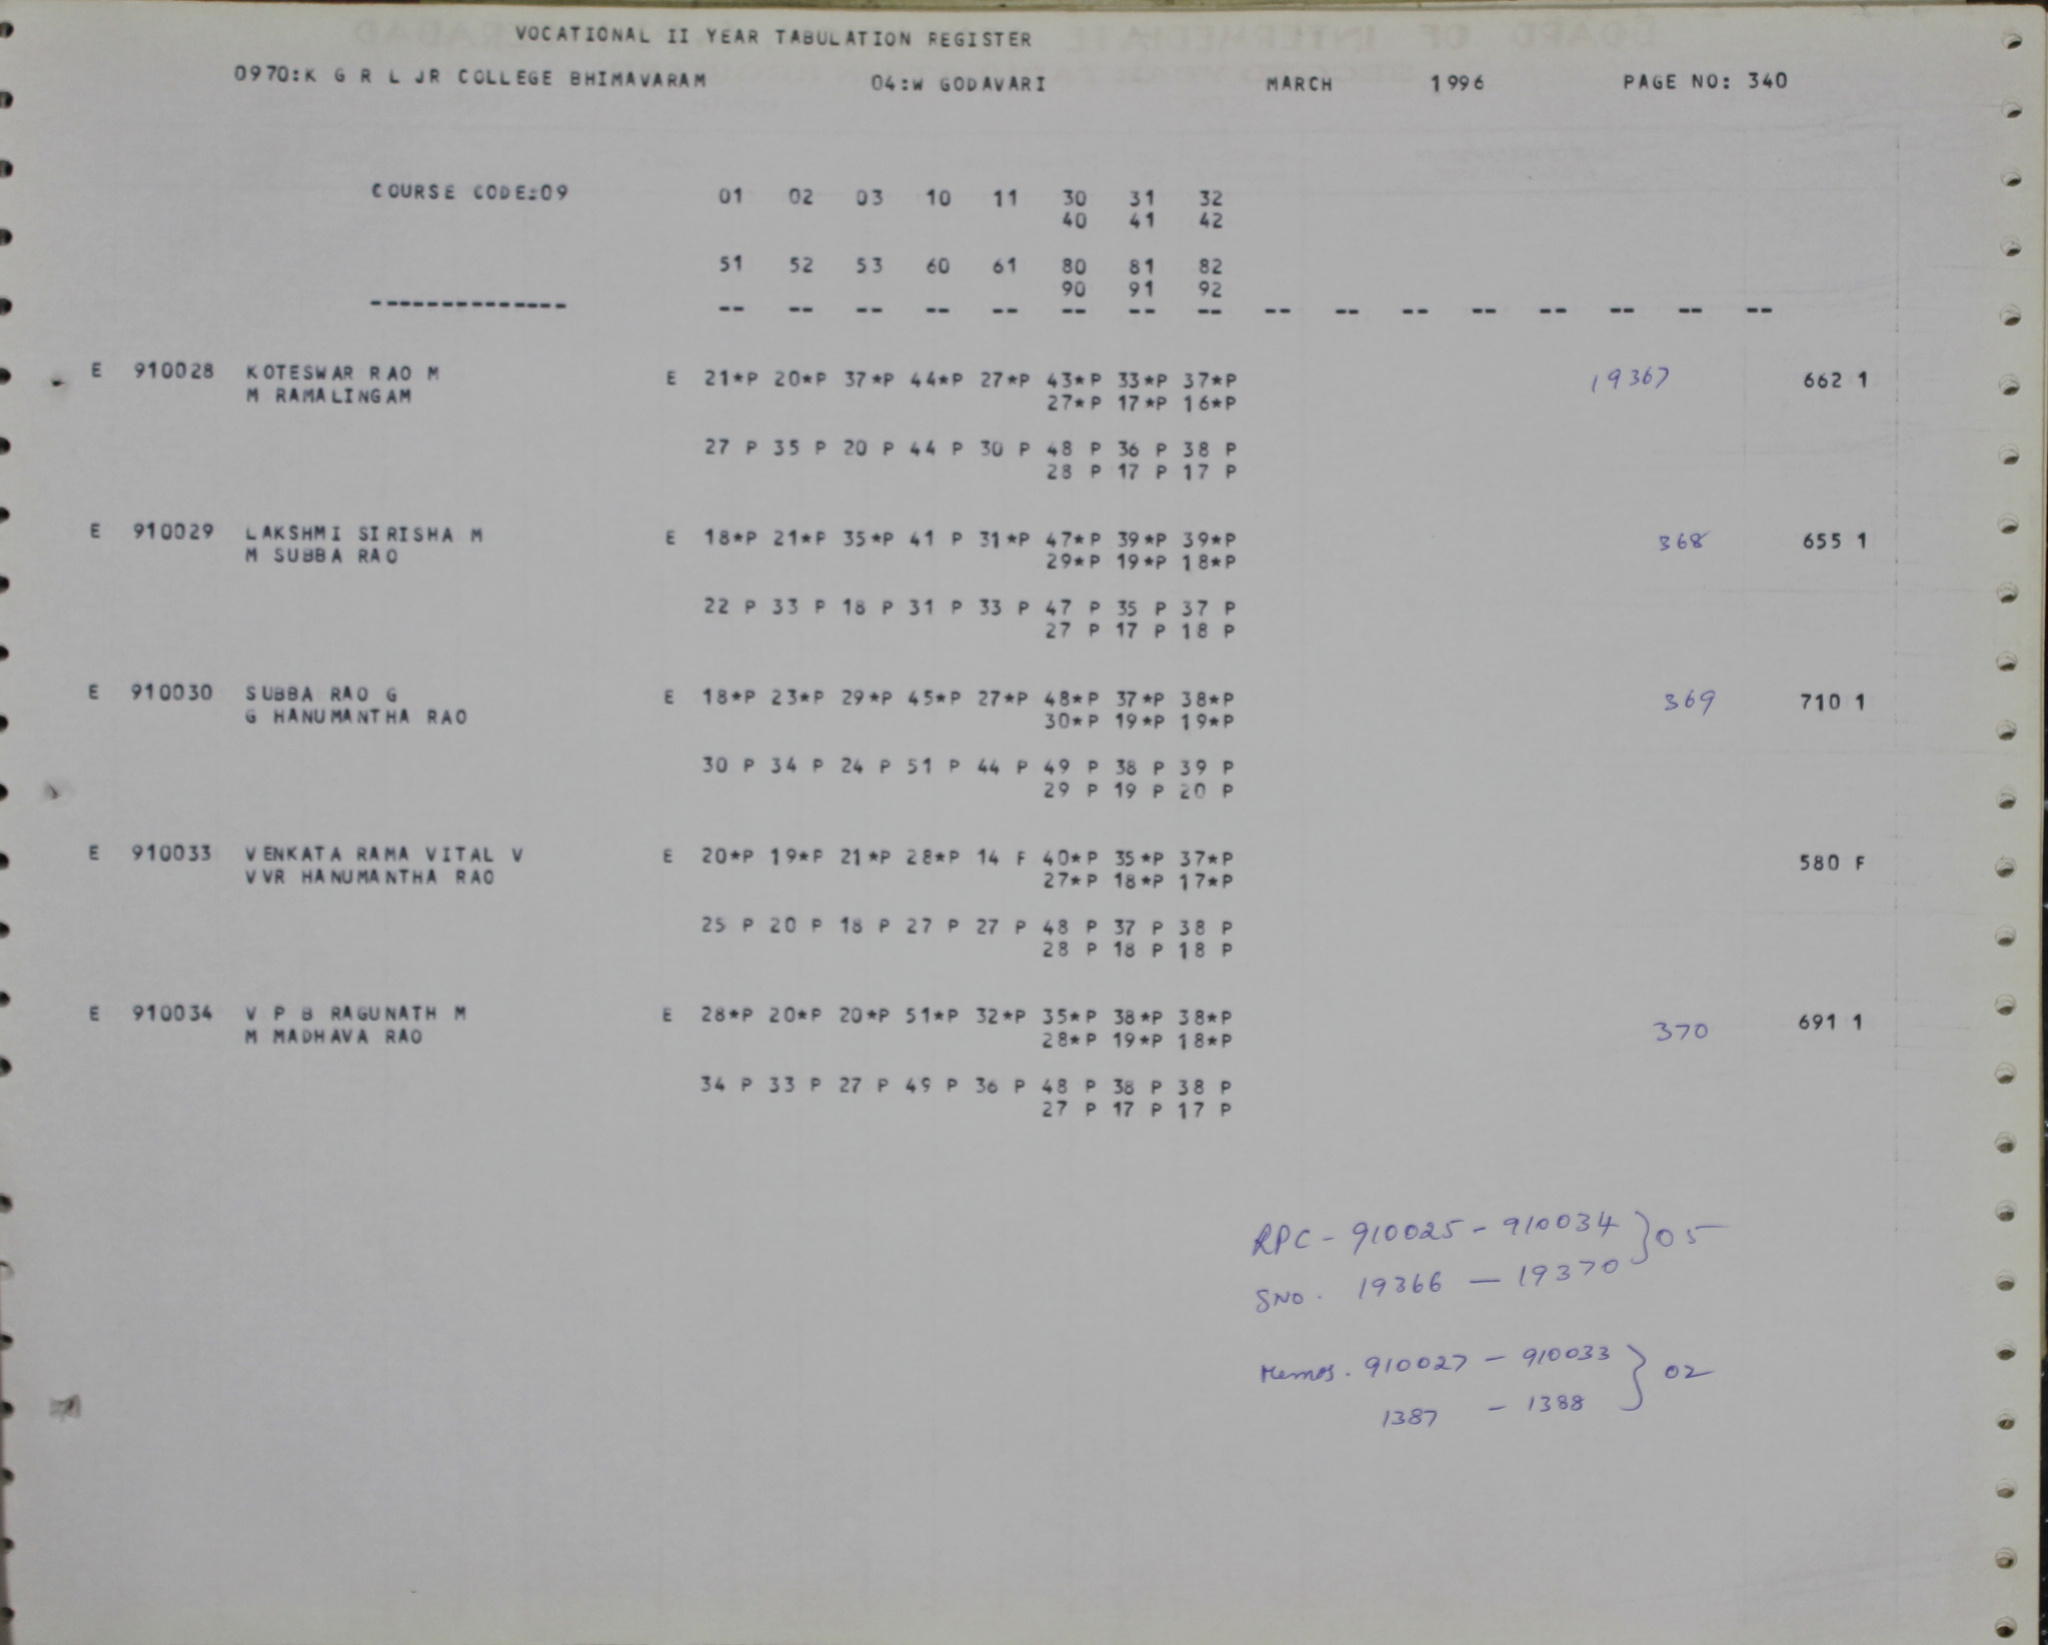 VOCATIONAL II YEAR TABULATION REGISTER
0970:K G R L JR COLLEGE BHIMAVARAM 04:W GODAVARI MARCH 1996 PAGE NO: 340
COURSE CODE:09 01 02 03 10 11 30 31 32
40 41 42
51 52 53 60 61 80 81 82
90 91 92
-------------- -- -- -- -- -- -- -- -- -- -- -- -- -- -- -- --
E 910028 KOTESWAR RAO M E 21*P 20*P 37*P 44*P 27*P 43*P 33*P 37*P 19367 662 1
M RAMALINGAM 27*P 17*P 16*P
27 P 35 P 20 P 44 P 30 P 48 P 36 P 38 P
28 P 17 P 17 P
E 910029 LAKSHMI SIRISHA M E 18*P 21*P 35*P 41 P 31*P 47*P 39*P 39*P 368 655 1
M SUBBA RAO 29*P 19*P 18*P
22 P 33 P 18 P 31 P 33 P 47 P 35 P 37 P
27 P 17 P 18 P
E 910030 SUBBA RAO G E 18*P 23*P 29*P 45*P 27*P 48*P 37*P 38*P 369 710 1
G HANUMANTHA RAO 30*P 19*P 19*P
30 P 34 P 24 P 51 P 44 P 49 P 38 P 39 P
29 P 19 P 20 P
E 910033 VENKATA RAMA VITAL V E 20*P 19*P 21*P 28*P 14 F 40*P 35*P 37*P 580 F
VVR HANUMANTHA RAO 27*P 18*P 17*P
25 P 20 P 18 P 27 P 27 P 48 P 37 P 38 P
28 P 18 P 18 P
E 910034 V P B RAGUNATH M E 28*P 20*P 20*P 51*P 32*P 35*P 38*P 38*P 370 691 1
M MADHAVA RAO 28*P 19*P 18*P
34 P 33 P 27 P 49 P 36 P 48 P 38 P 38 P
27 P 17 P 17 P
RPC - 910025 - 910034 } 05
SNO. 19366 — 19370
Memos. 910027 - 910033 } 02
1387 - 1388